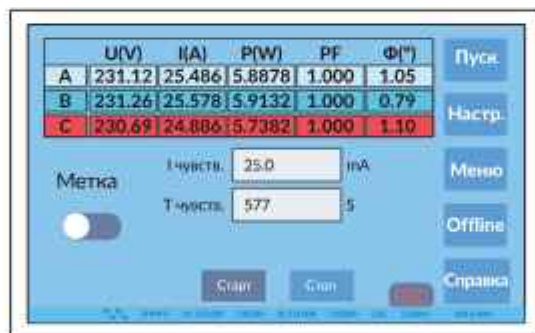 U(V) I(A) P(W) PF Ф(°)
A 231.12 25.486 5.8878 1.000 1.05
B 231.26 25.578 5.9132 1.000 0.79
C 230.69 24.886 5.7382 1.000 1.10
Пуск
Настр.
Меню
Offline
Справка
Метка
I чувств. 25.0 mA
T чувств. 577 S
Старт Стоп